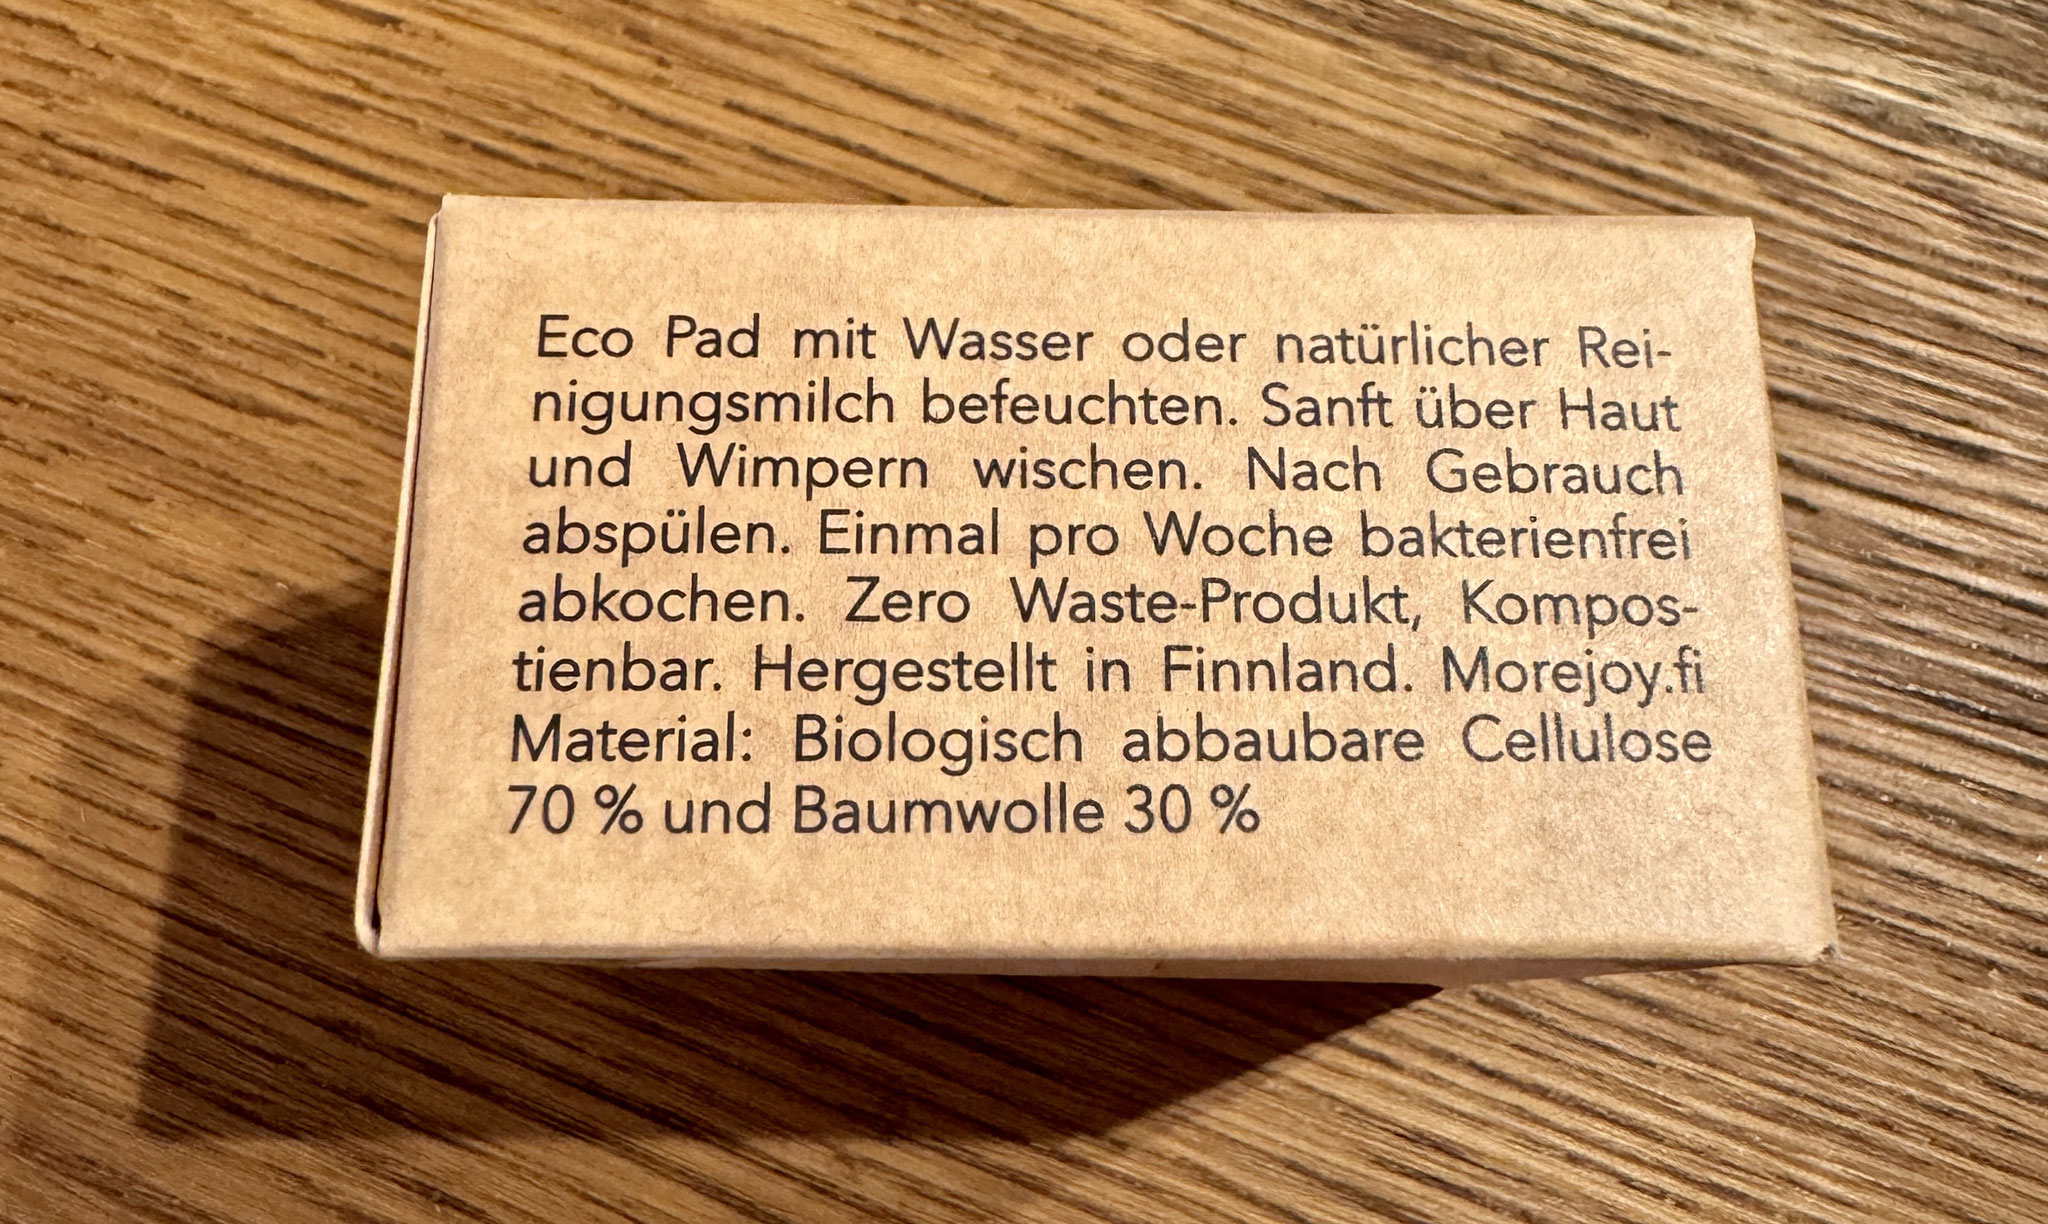 Eco Pad mit Wasser oder natürlicher Rei-
nigungsmilch befeuchten. Sanft über Haut
und Wimpern wischen. Nach Gebrauch
abspülen. Einmal pro Woche bakterienfrei
abkochen. Zero Waste-Produkt, Kompos-
tienbar. Hergestellt in Finnland. Morejoy.fi
Material: Biologisch abbaubare Cellulose
70 % und Baumwolle 30 %